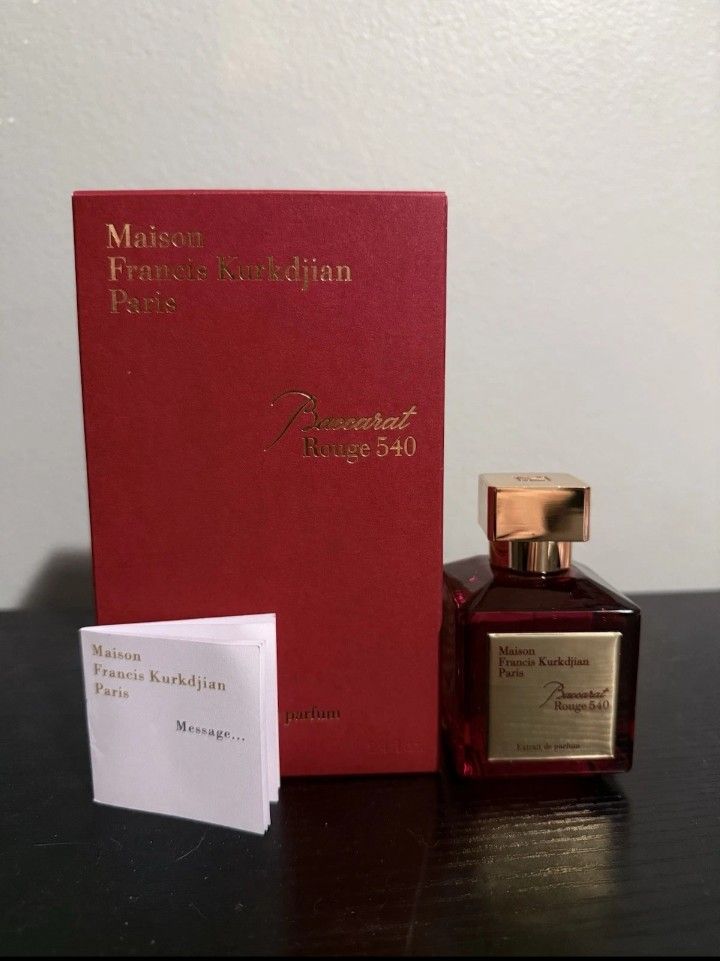 Maison
Francis Kurkdjian
Paris
Baccarat
Rouge 540
parfum
Maison
Francis Kurkdjian
Paris
Message...
Maison
Francis Kurkdjian
Paris
Baccarat
Rouge 540
Extrait de parfum